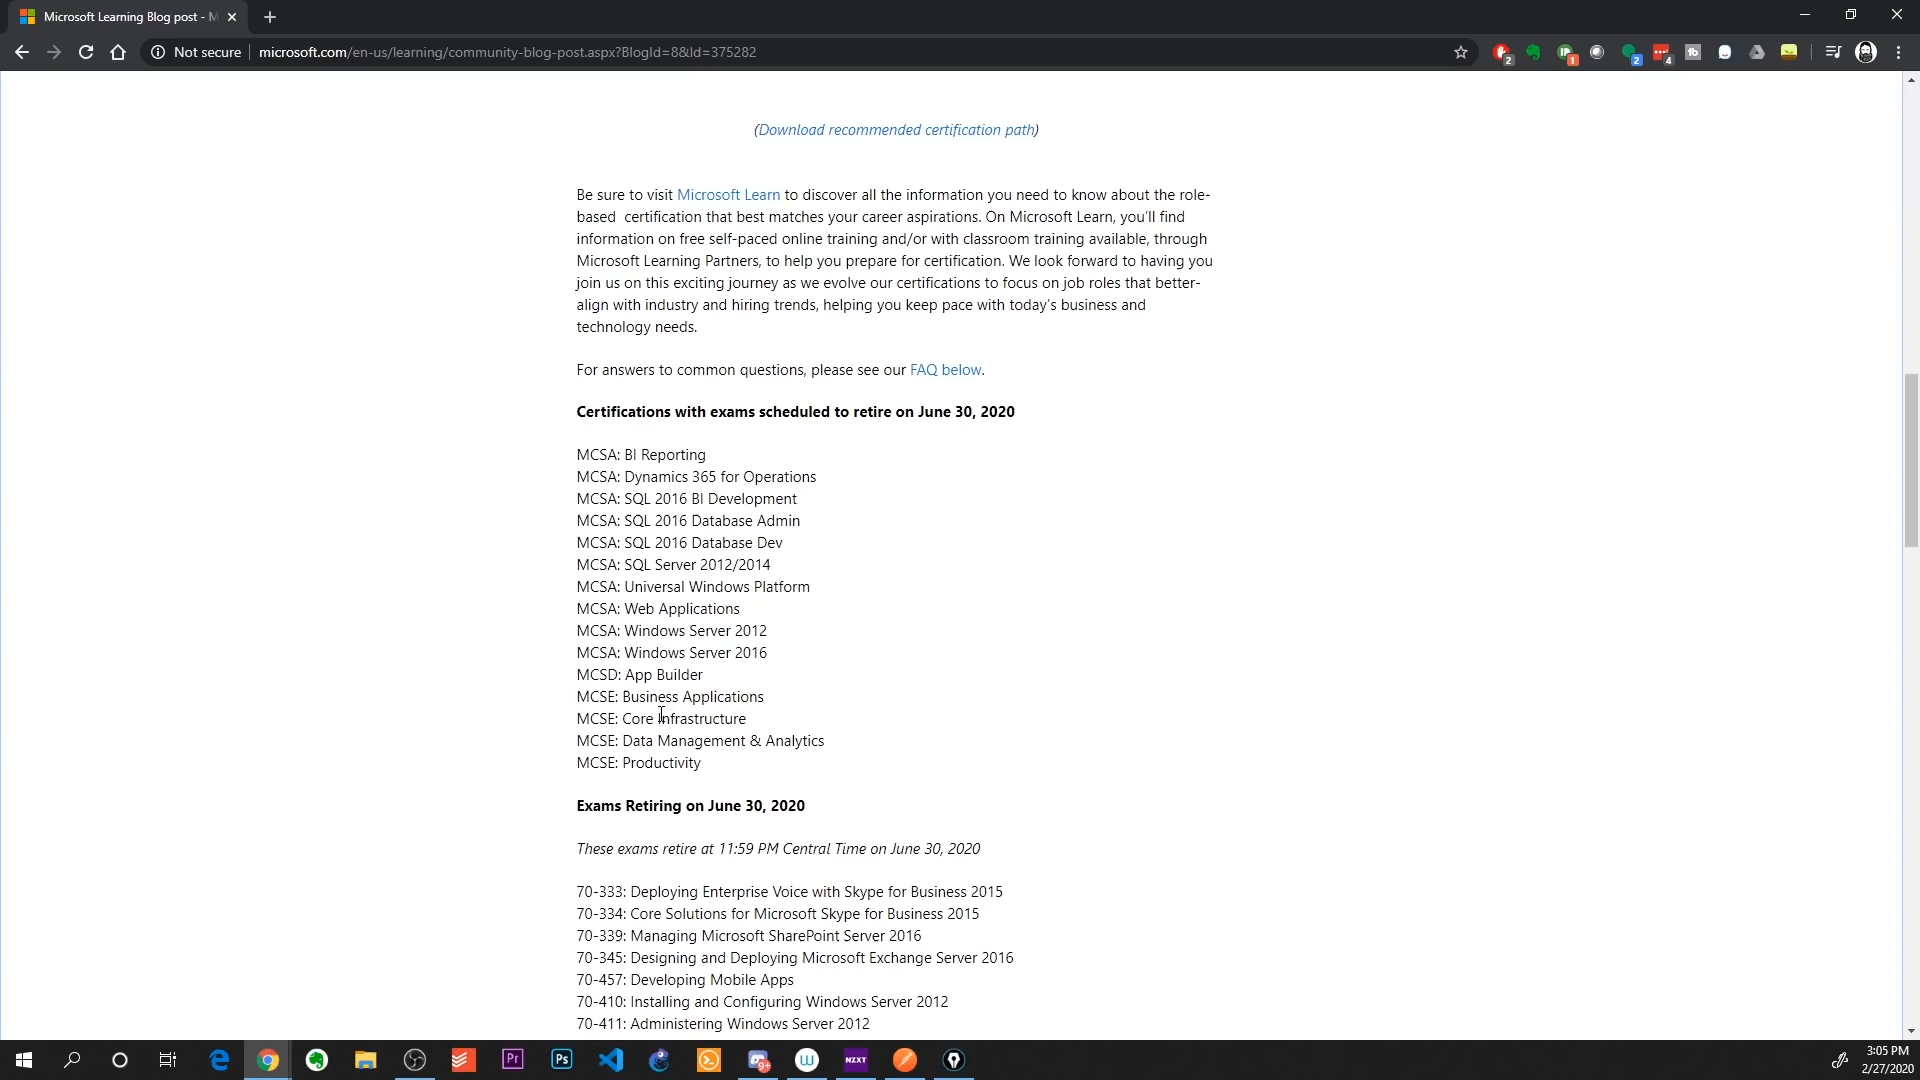 Microsoft Learning Blog post - M
Not secure
microsoft.com/en-us/learning/community-blog-post.aspx?BlogId=8&Id=375282
2
1
2
4
(Download recommended certification path)
Be sure to visit Microsoft Learn to discover all the information you need to know about the role-
based certification that best matches your career aspirations. On Microsoft Learn, you'll find
information on free self-paced online training and/or with classroom training available, through
Microsoft Learning Partners, to help you prepare for certification. We look forward to having you
join us on this exciting journey as we evolve our certifications to focus on job roles that better-
align with industry and hiring trends, helping you keep pace with today's business and
technology needs.
For answers to common questions, please see our FAQ below.
Certifications with exams scheduled to retire on June 30, 2020
MCSA: BI Reporting
MCSA: Dynamics 365 for Operations
MCSA: SQL 2016 BI Development
MCSA: SQL 2016 Database Admin
MCSA: SQL 2016 Database Dev
MCSA: SQL Server 2012/2014
MCSA: Universal Windows Platform
MCSA: Web Applications
MCSA: Windows Server 2012
MCSA: Windows Server 2016
MCSD: App Builder
MCSE: Business Applications
MCSE: Core Infrastructure
MCSE: Data Management & Analytics
MCSE: Productivity
Exams Retiring on June 30, 2020
These exams retire at 11:59 PM Central Time on June 30, 2020
70-333: Deploying Enterprise Voice with Skype for Business 2015
70-334: Core Solutions for Microsoft Skype for Business 2015
70-339: Managing Microsoft SharePoint Server 2016
70-345: Designing and Deploying Microsoft Exchange Server 2016
70-457: Developing Mobile Apps
70-410: Installing and Configuring Windows Server 2012
70-411: Administering Windows Server 2012
Pr
Ps
9+
W
NZXT
3:05 PM
2/27/2020